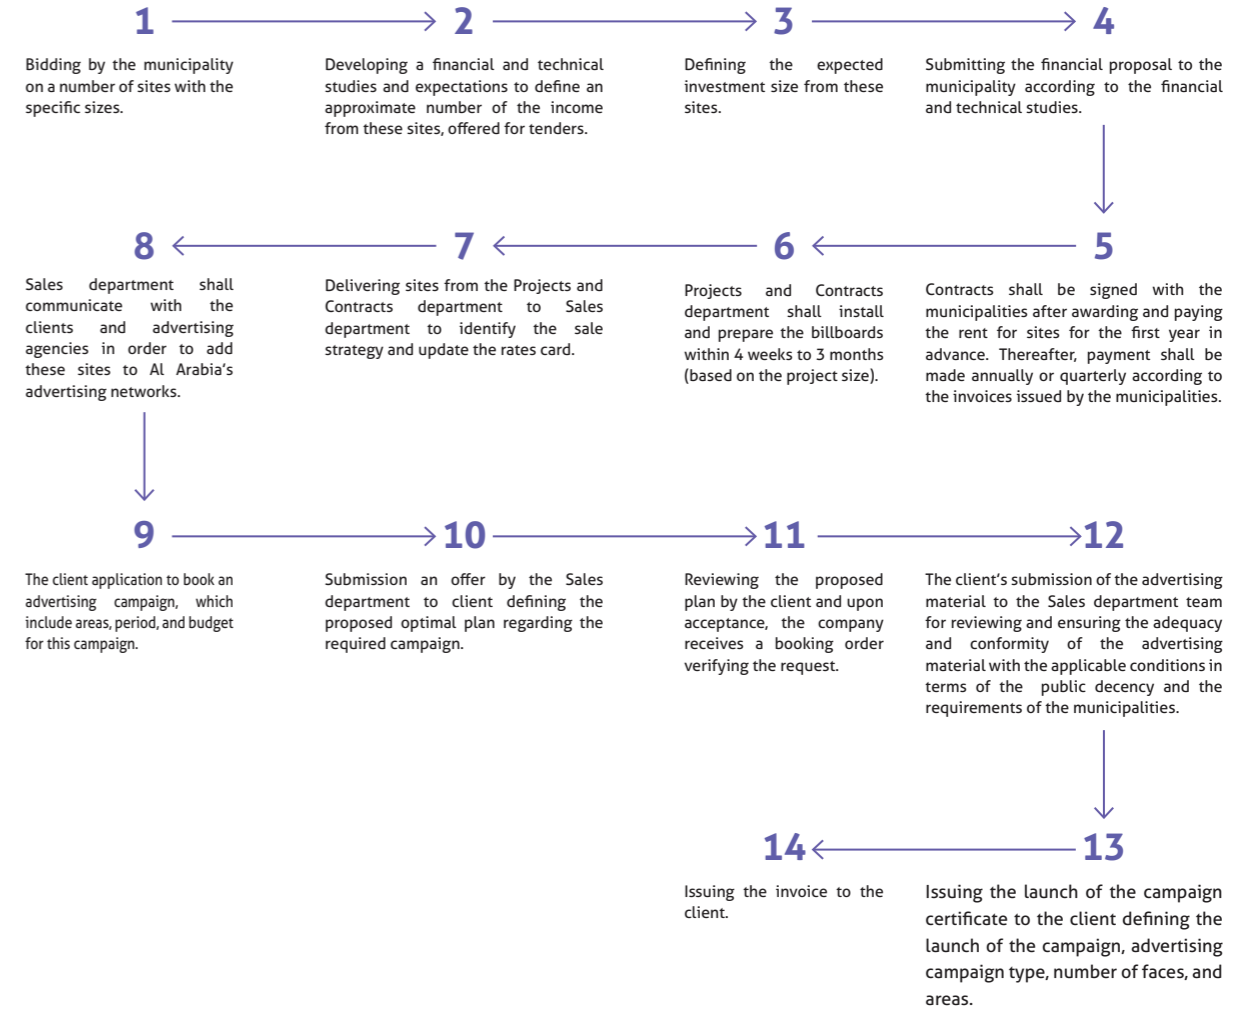 1
Bidding by the municipality
on a number of sites with the
specific sizes.
2
Developing a financial and technical
studies and expectations to define an
approximate number of the income
from these sites, offered for tenders.
3
Defining the expected
investment size from these
sites.
4
Submitting the financial proposal to the
municipality according to the financial
and technical studies.
5
Contracts shall be signed with the
municipalities after awarding and paying
the rent for sites for the first year in
advance. Thereafter, payment shall be
made annually or quarterly according to
the invoices issued by the municipalities.
6
Projects and Contracts
department shall install
and prepare the billboards
within 4 weeks to 3 months
(based on the project size).
7
Delivering sites from the Projects and
Contracts department to Sales
department to identify the sale
strategy and update the rates card.
8
Sales department shall
communicate with the
clients and advertising
agencies in order to add
these sites to Al Arabia's
advertising networks.
9
The client application to book an
advertising campaign, which
include areas, period, and budget
for this campaign.
10
Submission an offer by the Sales
department to client defining the
proposed optimal plan regarding the
required campaign.
11
Reviewing the proposed
plan by the client and upon
acceptance, the company
receives a booking order
verifying the request.
12
The client's submission of the advertising
material to the Sales department team
for reviewing and ensuring the adequacy
and conformity of the advertising
material with the applicable conditions in
terms of the public decency and the
requirements of the municipalities.
13
Issuing the launch of the campaign
certificate to the client defining the
launch of the campaign, advertising
campaign type, number of faces, and
areas.
14
Issuing the invoice to the
client.